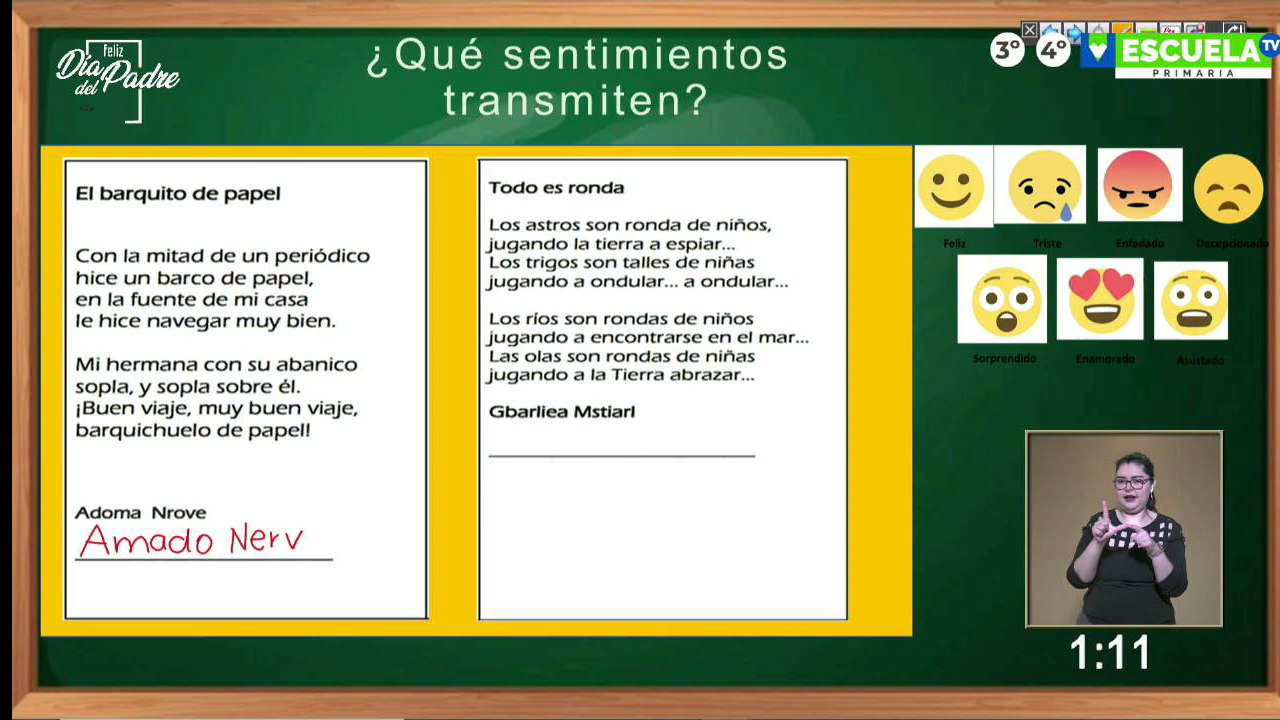 Feliz
Día
del Padre
¿Qué sentimientos
transmiten?
3º 4º ESCUELA TV
PRIMARIA
El barquito de papel
Con la mitad de un periódico
hice un barco de papel,
en la fuente de mi casa
le hice navegar muy bien.
Mi hermana con su abanico
sopla, y sopla sobre él.
¡Buen viaje, muy buen viaje,
barquichuelo de papel!
Adoma Nrove
Amado Nerv
Todo es ronda
Los astros son ronda de niños,
jugando la tierra a espiar...
Los trigos son talles de niñas
jugando a ondular... a ondular...
Los ríos son rondas de niños
jugando a encontrarse en el mar...
Las olas son rondas de niñas
jugando a la Tierra abrazar...
Gbarliea Mstiarl
Feliz
Triste
Enfadado
Decepcionado
Sorprendido
Enamorado
Asustado
1:11